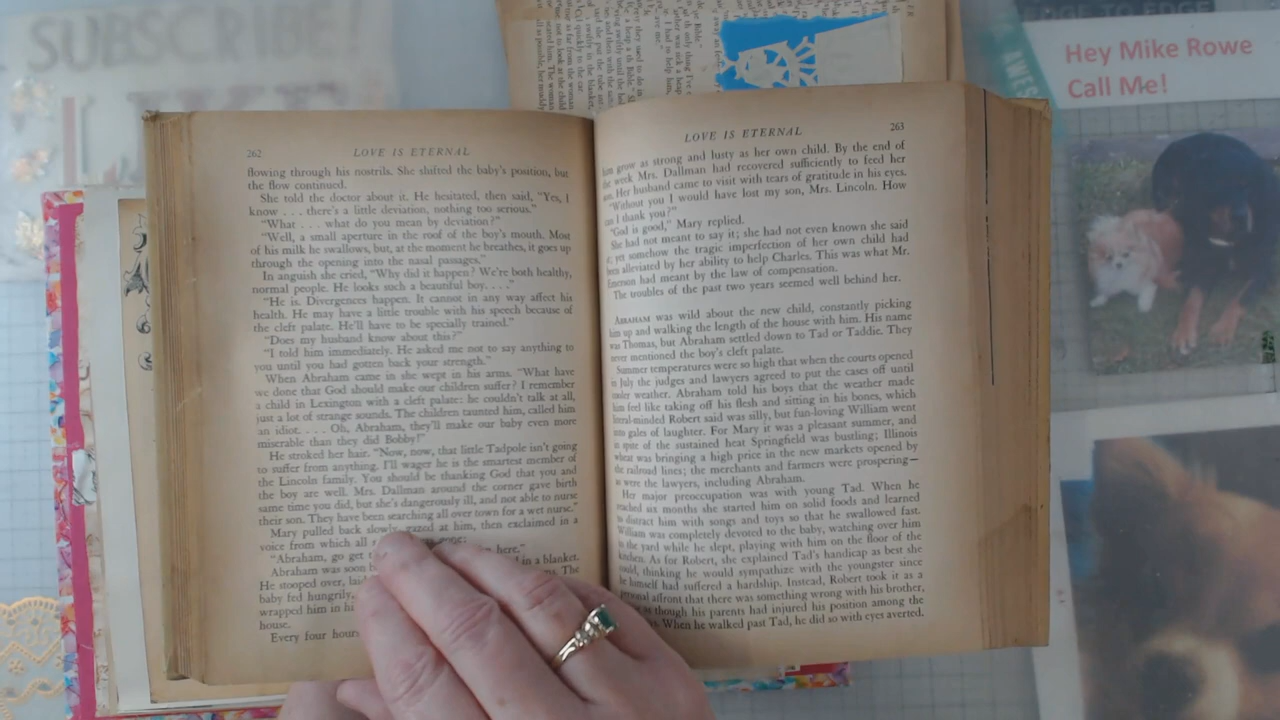 SUBSCRIBE!
EDGE TO EDGE
Hey Mike Rowe
Call Me!
AWES
262 LOVE IS ETERNAL
flowing through his nostrils. She shifted the baby's position, but
the flow continued.
She told the doctor about it. He hesitated, then said, "Yes, I
know . . . there's a little deviation, nothing too serious."
"What . . . what do you mean by deviation?"
"Well, a small aperture in the roof of the boy's mouth. Most
of his milk he swallows, but, at the moment he breathes, it goes up
through the opening into the nasal passages."
In anguish she cried, "Why did it happen? We're both healthy,
normal people. He looks such a beautiful boy. . . ."
"He is. Divergences happen. It cannot in any way affect his
health. He may have a little trouble with his speech because of
the cleft palate. He'll have to be specially trained."
"Does my husband know about this?"
"I told him immediately. He asked me not to say anything to
you until you had gotten back your strength."
When Abraham came in she wept in his arms. "What have
we done that God should make our children suffer? I remember
a child in Lexington with a cleft palate: he couldn't talk at all,
just a lot of strange sounds. The children taunted him, called him
an idiot. . . . Oh, Abraham, they'll make our baby even more
miserable than they did Bobby!"
He stroked her hair. "Now, now, that little Tadpole isn't going
to suffer from anything. I'll wager he is the smartest member of
the Lincoln family. You should be thanking God that you and
the boy are well. Mrs. Dallman around the corner gave birth
same time you did, but she's dangerously ill, and not able to nurse
their son. They have been searching all over town for a wet nurse."
Mary pulled back slowly, gazed at him, then exclaimed in a
voice from which all
"Abraham, go get here."
Abraham was soon in a blanket.
He stooped over, The
baby fed hungrily,
wrapped him in hi
house.
Every four hours
LOVE IS ETERNAL 263
him grow as strong and lusty as her own child. By the end of
the week Mrs. Dallman had recovered sufficiently to feed her
son. Her husband came to visit with tears of gratitude in his eyes.
"Without you I would have lost my son, Mrs. Lincoln. How
can I thank you?"
"God is good," Mary replied.
She had not meant to say it; she had not even known she said
it; yet somehow the tragic imperfection of her own child had
been alleviated by her ability to help Charles. This was what Mr.
Emerson had meant by the law of compensation.
The troubles of the past two years seemed well behind her.
ABRAHAM was wild about the new child, constantly picking
him up and walking the length of the house with him. His name
was Thomas, but Abraham settled down to Tad or Taddie. They
never mentioned the boy's cleft palate.
Summer temperatures were so high that when the courts opened
in July the judges and lawyers agreed to put the cases off until
cooler weather. Abraham told his boys that the weather made
him feel like taking off his flesh and sitting in his bones, which
literal-minded Robert said was silly, but fun-loving William went
into gales of laughter. For Mary it was a pleasant summer, and
in spite of the sustained heat Springfield was bustling; Illinois
wheat was bringing a high price in the new markets opened by
the railroad lines; the merchants and farmers were prospering—
as were the lawyers, including Abraham.
Her major preoccupation was with young Tad. When he
reached six months she started him on solid foods and learned
to distract him with songs and toys so that he swallowed fast.
William was completely devoted to the baby, watching over him
in the yard while he slept, playing with him on the floor of the
kitchen. As for Robert, she explained Tad's handicap as best she
could, thinking he would sympathize with the youngster since
he himself had suffered a hardship. Instead, Robert took it as a
personal affront that there was something wrong with his brother,
as though his parents had injured his position among the
When he walked past Tad, he did so with eyes averted.